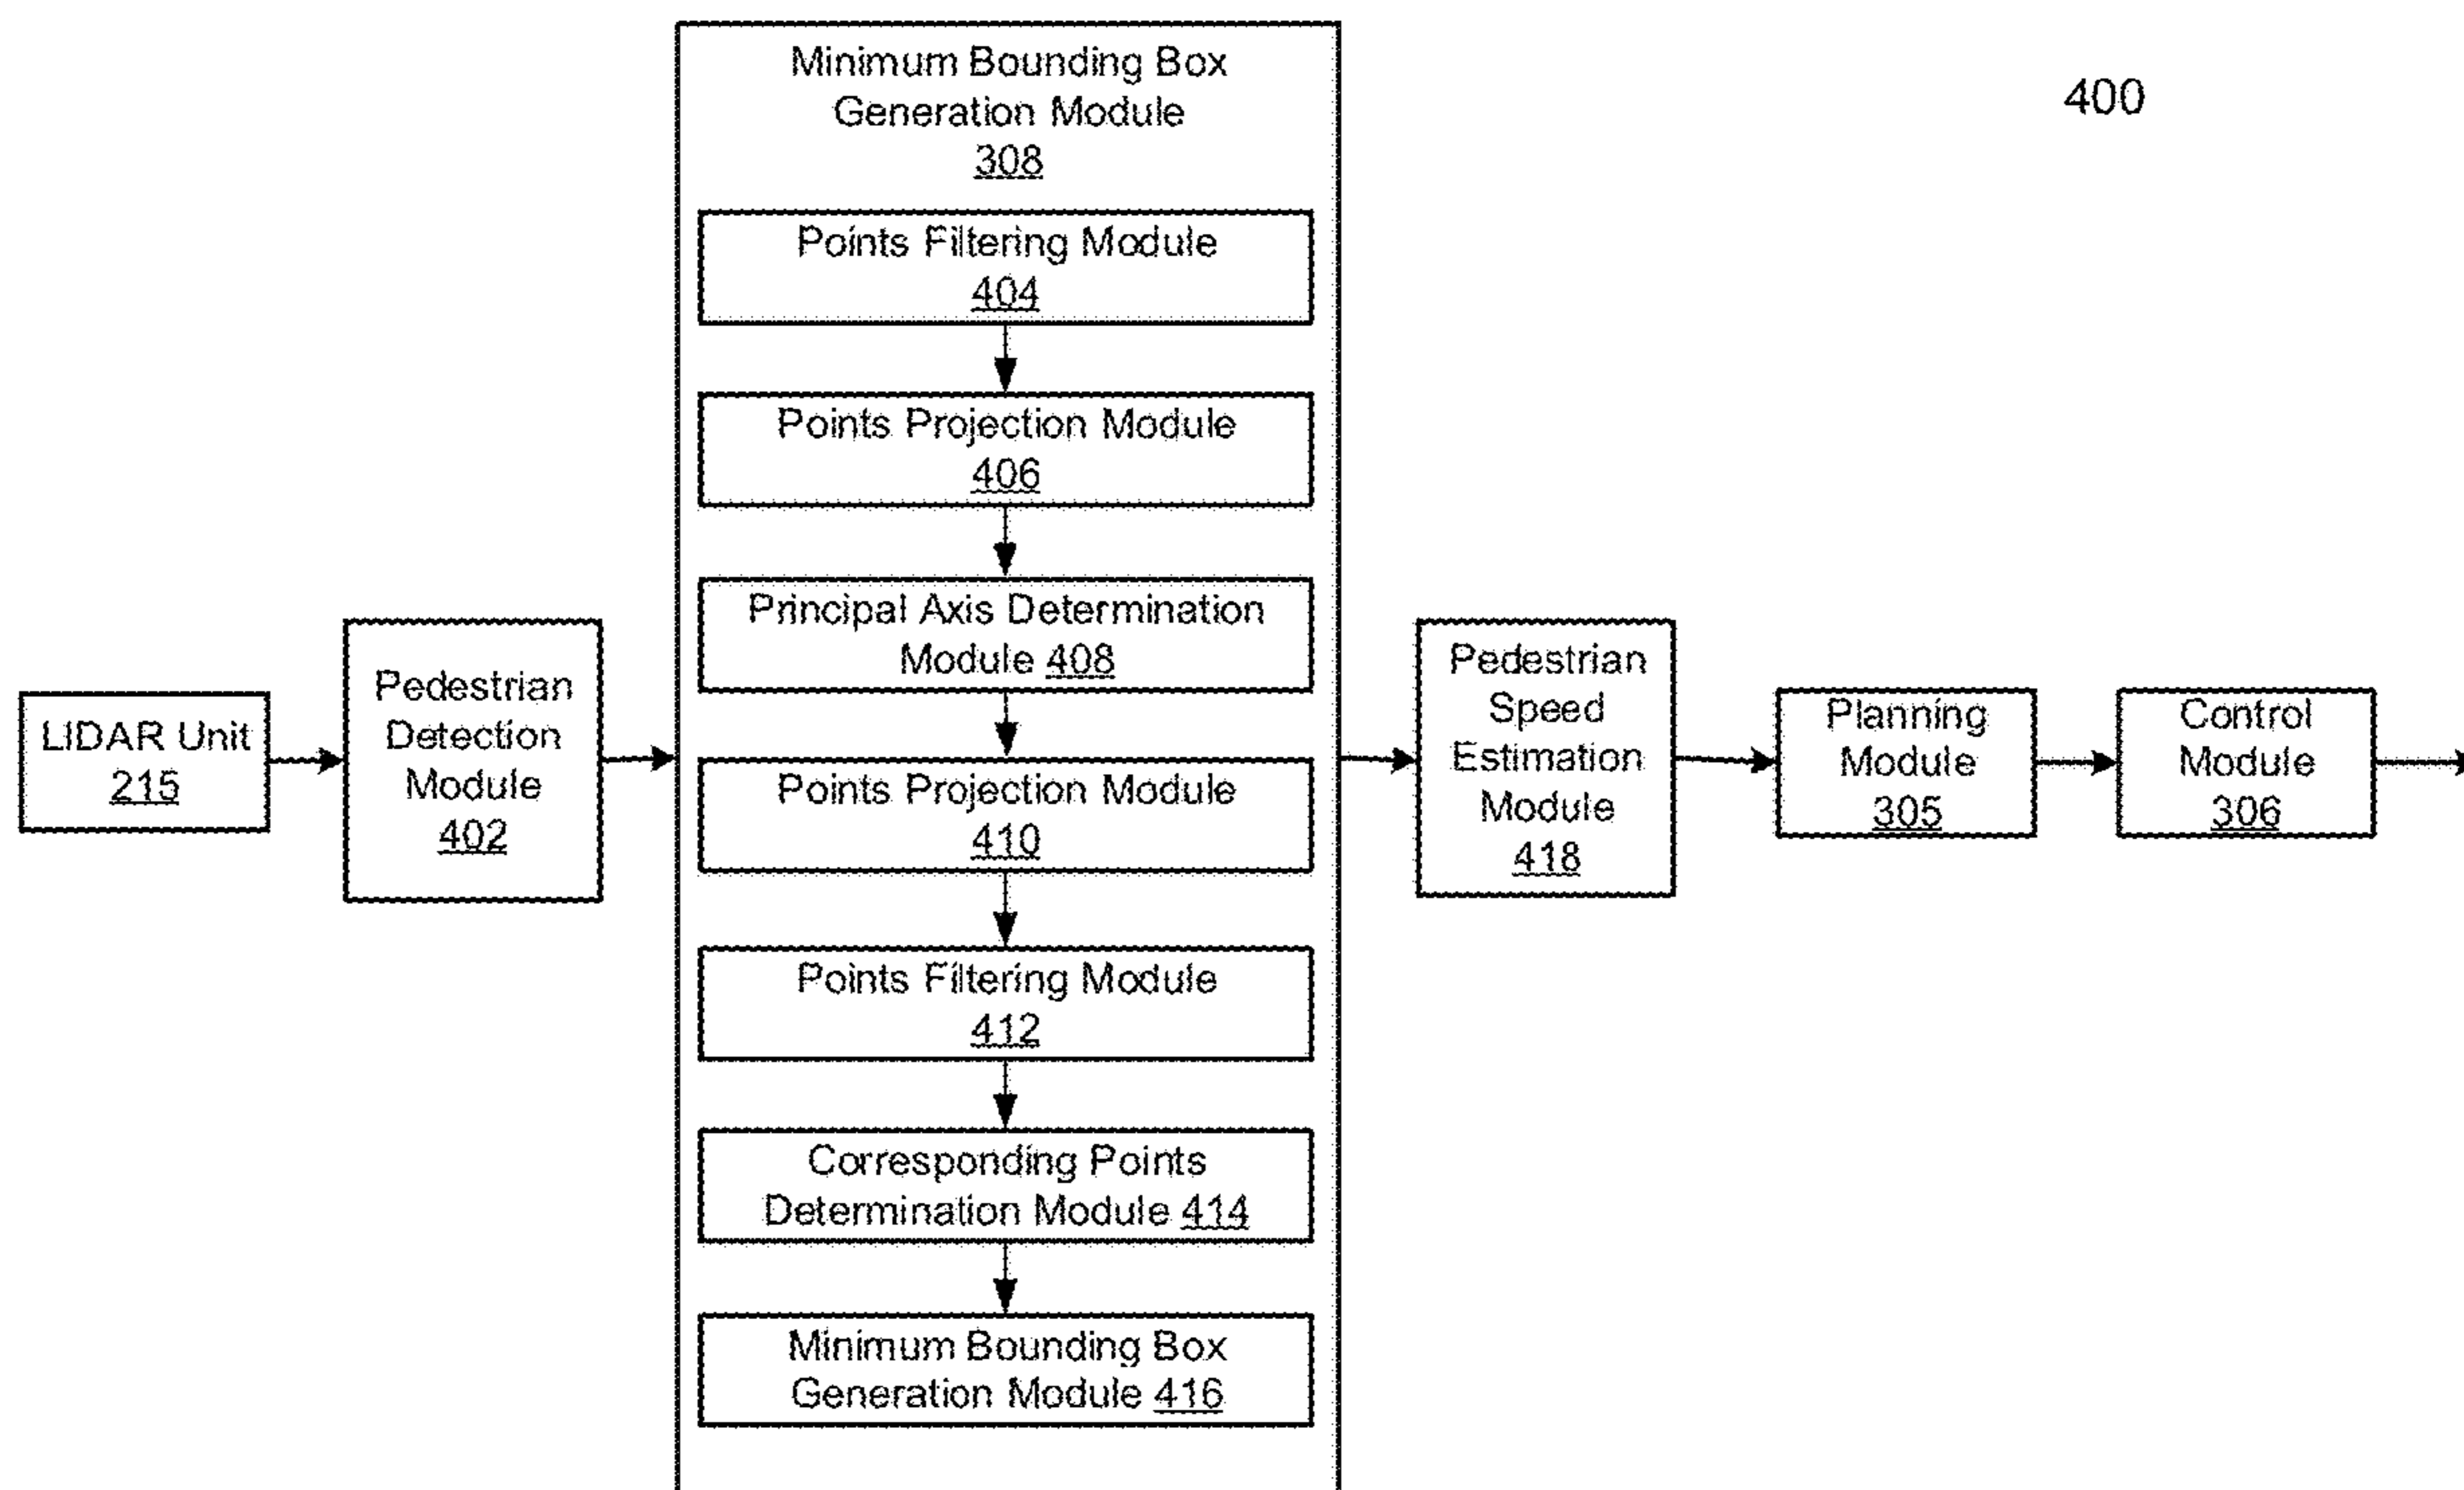 400
Minimum Bounding Box
Generation Module
308
Points Filtering Module
404
Points Projection Module
406
Principal Axis Determination
Module 408
Points Projection Module
410
Points Filtering Module
412
Corresponding Points
Determination Module 414
Minimum Bounding Box
Generation Module 416
LIDAR Unit
215
Pedestrian
Detection
Module
402
Pedestrian
Speed
Estimation
Module
418
Planning
Module
305
Control
Module
306